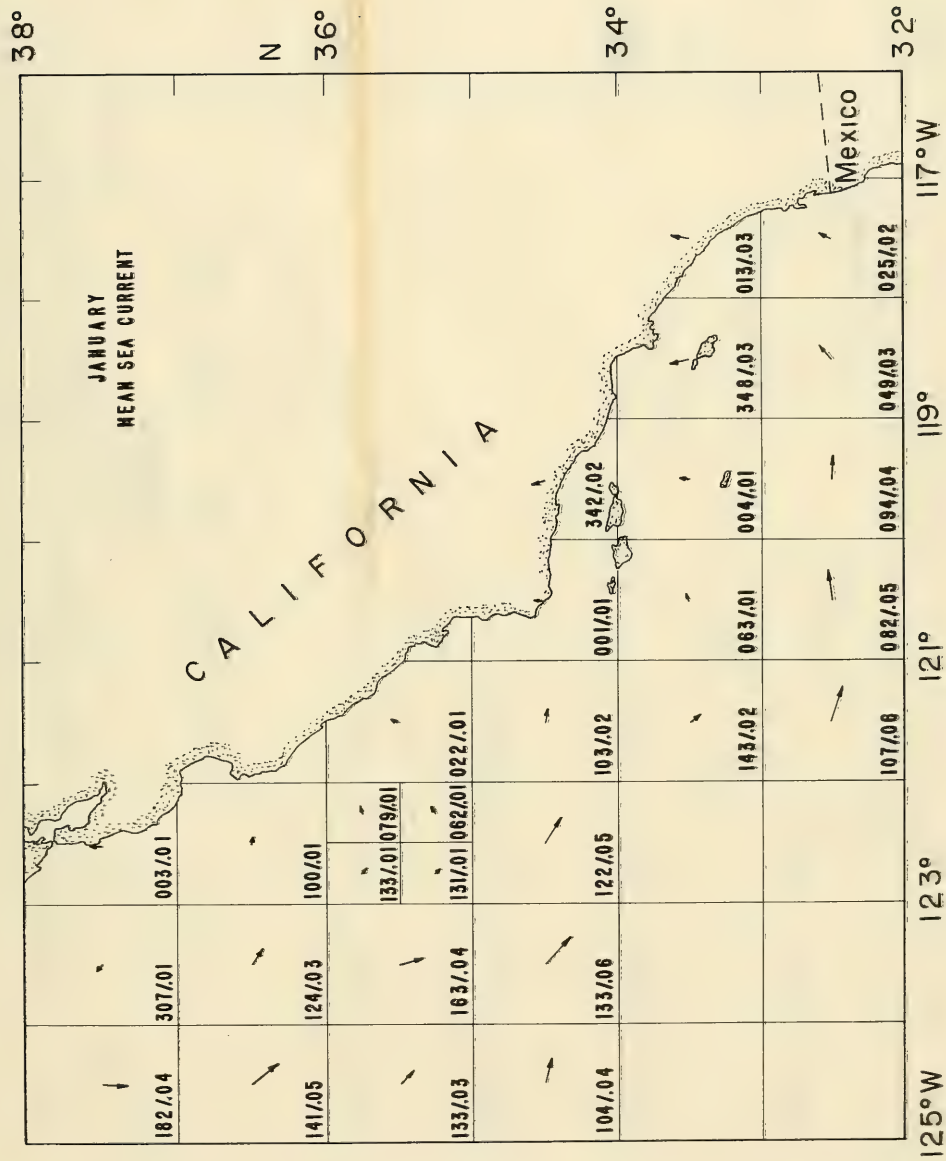 JANUARY
MEAN SEA CURRENT
38°
N
CALIFORNIA
182/.04 307/.01 003/.01
36°
141/.05 124/.03 100/.01
133/.01 079/.01
133/.03 163/.04 131/.01 062/.01 022/.01
34°
104/.04 133/.06 122/.05 103/.02 001/.01 342/.02
143/.02 063/.01 004/.01 348/.03 013/.03
Mexico
107/.06 082/.05 094/.04 049/.03 025/.02
32°
125°W 123° 121° 119° 117°W